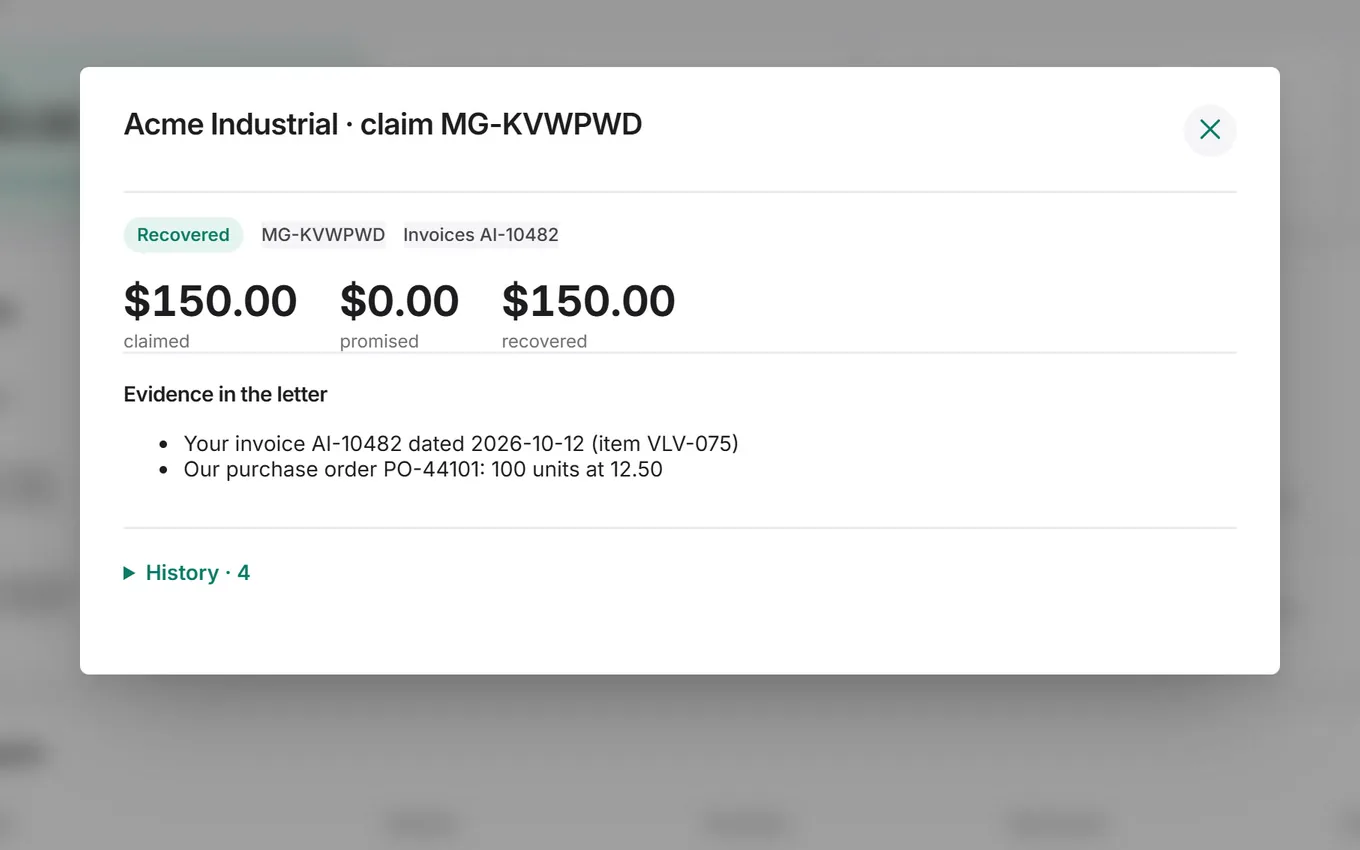 Acme Industrial · claim MG-KVWPWD
Recovered MG-KVWPWD Invoices AI-10482
$150.00 $0.00 $150.00
claimed promised recovered
Evidence in the letter
• Your invoice AI-10482 dated 2026-10-12 (item VLV-075)
• Our purchase order PO-44101: 100 units at 12.50
History · 4